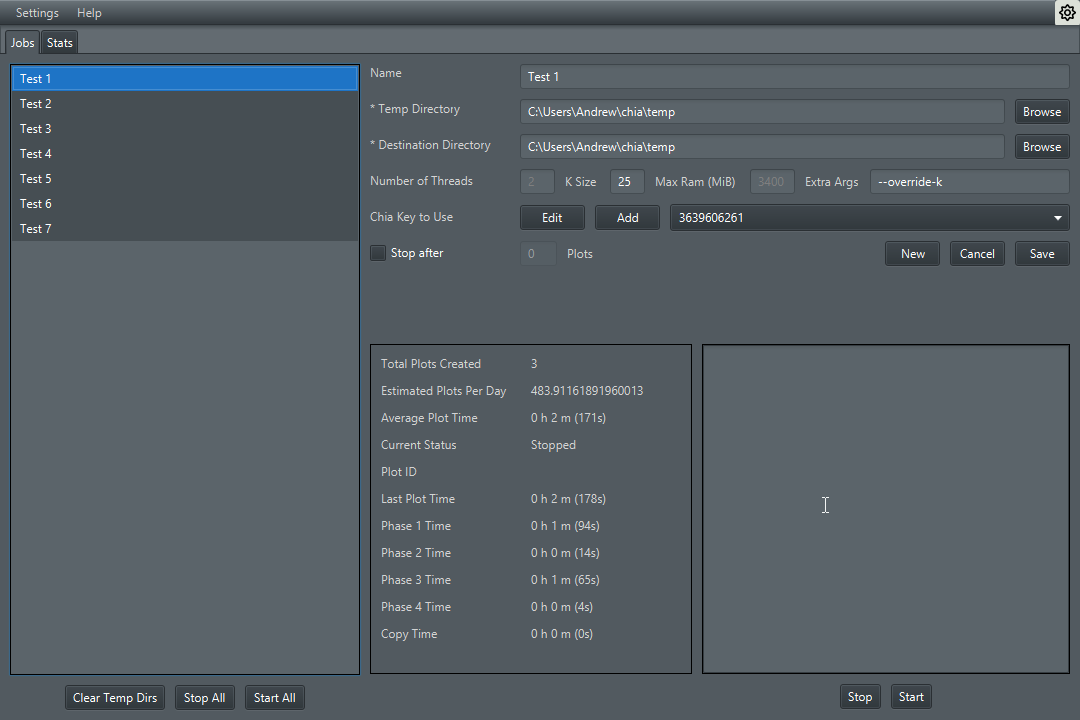 Settings Help
Jobs Stats
Test 1
Test 2
Test 3
Test 4
Test 5
Test 6
Test 7
Name Test 1
* Temp Directory C:\Users\Andrew\chia\temp Browse
* Destination Directory C:\Users\Andrew\chia\temp Browse
Number of Threads 2 K Size 25 Max Ram (MiB) 3400 Extra Args --override-k
Chia Key to Use Edit Add 3639606261
Stop after 0 Plots New Cancel Save
Total Plots Created 3
Estimated Plots Per Day 483.91161891960013
Average Plot Time 0 h 2 m (171s)
Current Status Stopped
Plot ID
Last Plot Time 0 h 2 m (178s)
Phase 1 Time 0 h 1 m (94s)
Phase 2 Time 0 h 0 m (14s)
Phase 3 Time 0 h 1 m (65s)
Phase 4 Time 0 h 0 m (4s)
Copy Time 0 h 0 m (0s)
Clear Temp Dirs Stop All Start All Stop Start